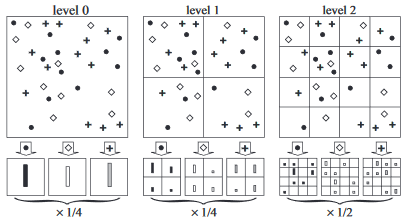 level 0 level 1 level 2
× 1/4 × 1/4 × 1/2